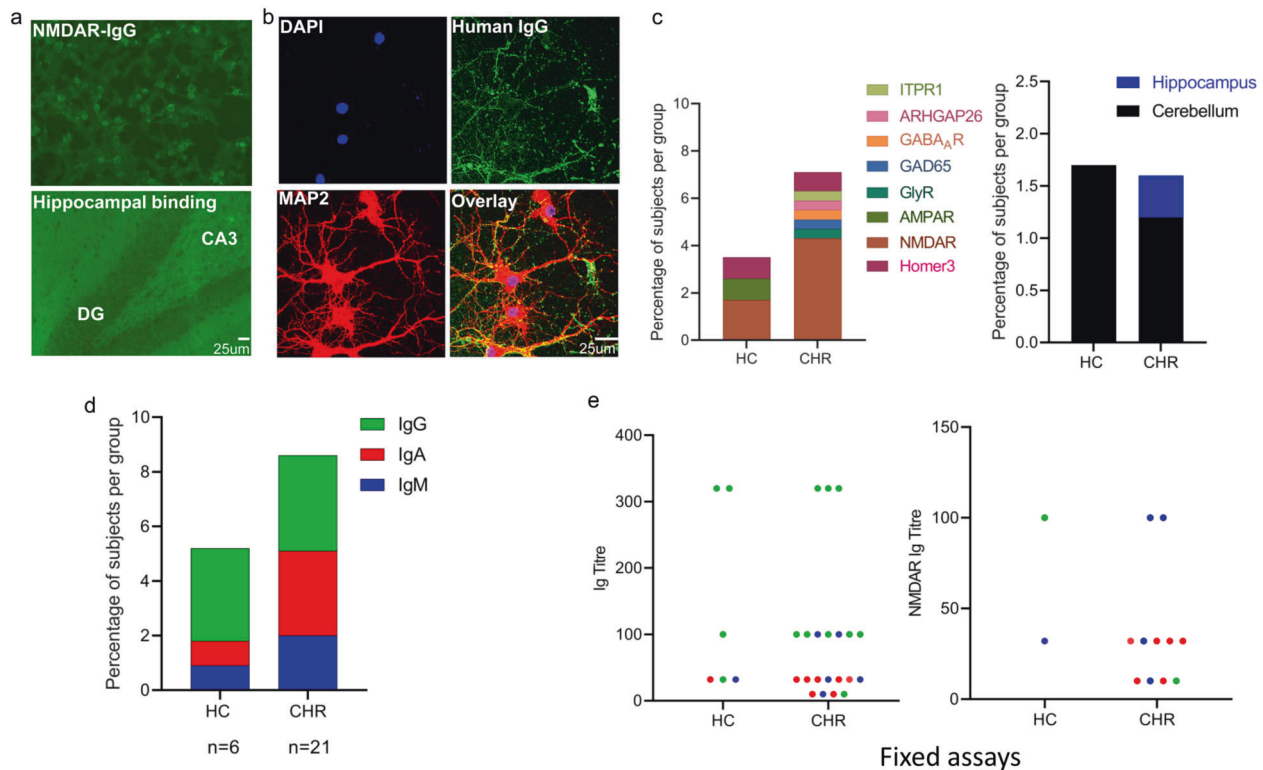 a
NMDAR-IgG
Hippocampal binding
CA3
DG
25um
b
DAPI
Human IgG
MAP2
Overlay
25um
c
Percentage of subjects per group
10
8
6
4
2
0
HC
CHR
ITPR1
ARHGAP26
GABAAR
GAD65
GlyR
AMPAR
NMDAR
Homer3
Percentage of subjects per group
2.5
2.0
1.5
1.0
0.5
0.0
HC
CHR
Hippocampus
Cerebellum
d
Percentage of subjects per group
10
8
6
4
2
0
HC
CHR
n=6
n=21
IgG
IgA
IgM
e
Ig Titre
400
300
200
100
0
HC
CHR
NMDAR Ig Titre
150
100
50
0
HC
CHR
Fixed assays